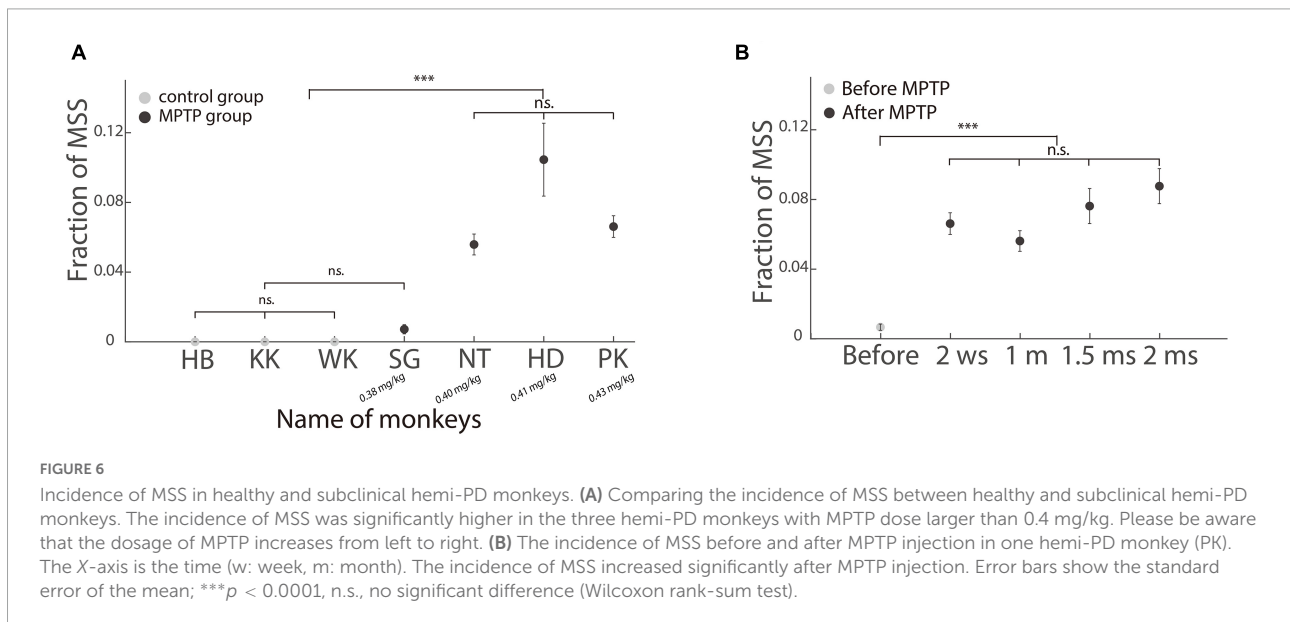 A
control group
MPTP group
***
ns.
ns.
ns.
Fraction of MSS
0.12
0.08
0.04
0
HB KK WK SG NT HD PK
0.38 mg/kg 0.40 mg/kg 0.41 mg/kg 0.43 mg/kg
Name of monkeys
B
Before MPTP
After MPTP
***
n.s.
Fraction of MSS
0.12
0.08
0.04
0
Before 2 ws 1 m 1.5 ms 2 ms
FIGURE 6
Incidence of MSS in healthy and subclinical hemi-PD monkeys. (A) Comparing the incidence of MSS between healthy and subclinical hemi-PD
monkeys. The incidence of MSS was significantly higher in the three hemi-PD monkeys with MPTP dose larger than 0.4 mg/kg. Please be aware
that the dosage of MPTP increases from left to right. (B) The incidence of MSS before and after MPTP injection in one hemi-PD monkey (PK).
The X-axis is the time (w: week, m: month). The incidence of MSS increased significantly after MPTP injection. Error bars show the standard
error of the mean; ***p < 0.0001, n.s., no significant difference (Wilcoxon rank-sum test).